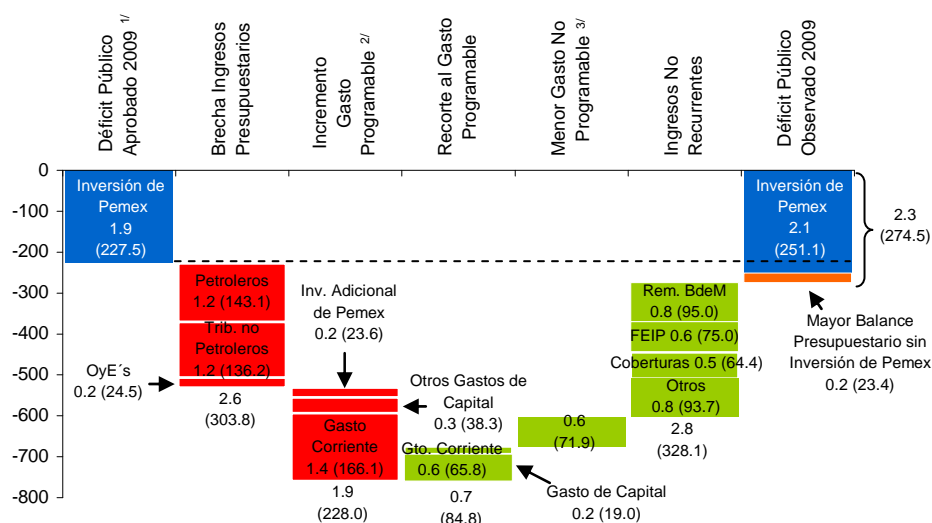 Déficit Público
Aprobado 2009 1/
Brecha Ingresos
Presupuestarios
Incremento
Gasto
Programable 2/
Recorte al Gasto
Programable
Menor Gasto No
Programable 3/
Ingresos No
Recurrentes
Déficit Público
Observado 2009
0
-100
-200
-300
-400
-500
-600
-700
-800
Inversión de
Pemex
1.9
(227.5)
Petroleros
1.2 (143.1)
Trib. no
Petroleros
1.2 (136.2)
OyE´s
0.2 (24.5)
2.6
(303.8)
Inv. Adicional
de Pemex
0.2 (23.6)
Otros Gastos de
Capital
0.3 (38.3)
Gasto
Corriente
1.4 (166.1)
1.9
(228.0)
Gto. Corriente
0.6 (65.8)
0.7
(84.8)
Gasto de Capital
0.2 (19.0)
0.6
(71.9)
Rem. BdeM
0.8 (95.0)
FEIP 0.6 (75.0)
Coberturas 0.5 (64.4)
Otros
0.8 (93.7)
2.8
(328.1)
Inversión de
Pemex
2.1
(251.1)
2.3
(274.5)
Mayor Balance
Presupuestario sin
Inversión de Pemex
0.2 (23.4)